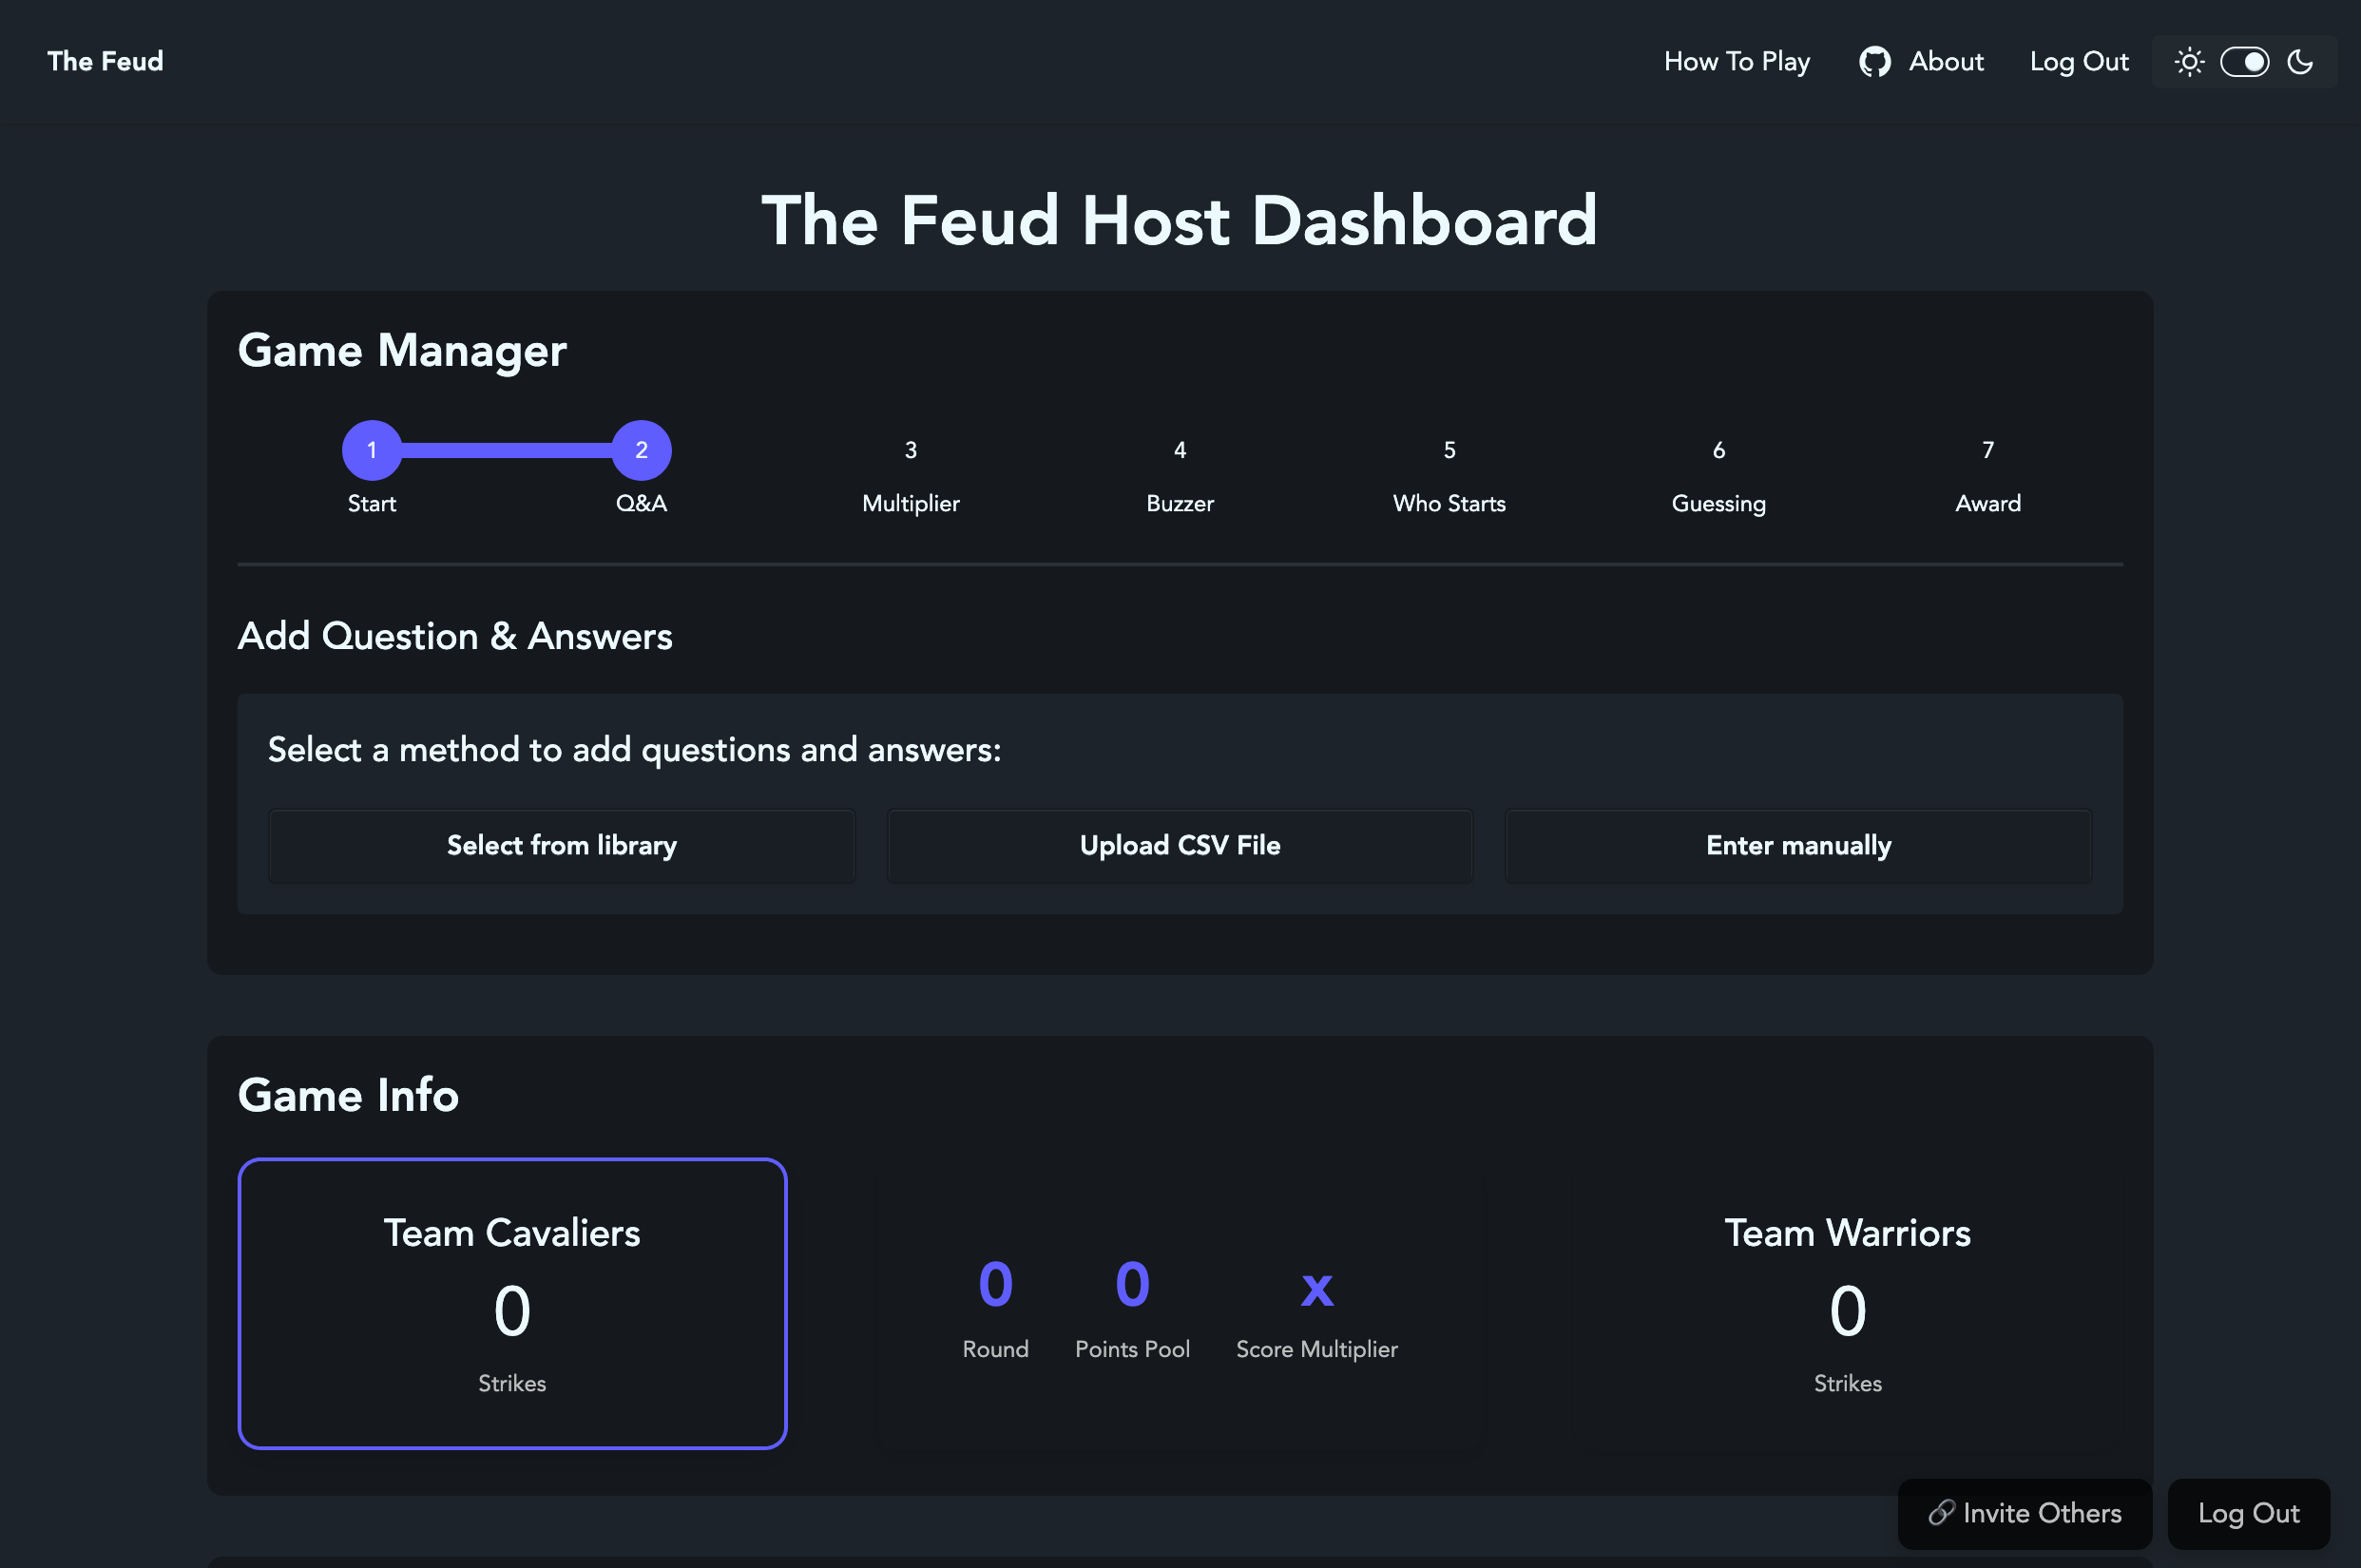 The Feud
How To Play
About
Log Out
The Feud Host Dashboard
Game Manager
1
2
3
4
5
6
7
Start
Q&A
Multiplier
Buzzer
Who Starts
Guessing
Award
Add Question & Answers
Select a method to add questions and answers:
Select from library
Upload CSV File
Enter manually
Game Info
Team Cavaliers
0
Strikes
0
Round
0
Points Pool
x
Score Multiplier
Team Warriors
0
Strikes
Invite Others
Log Out